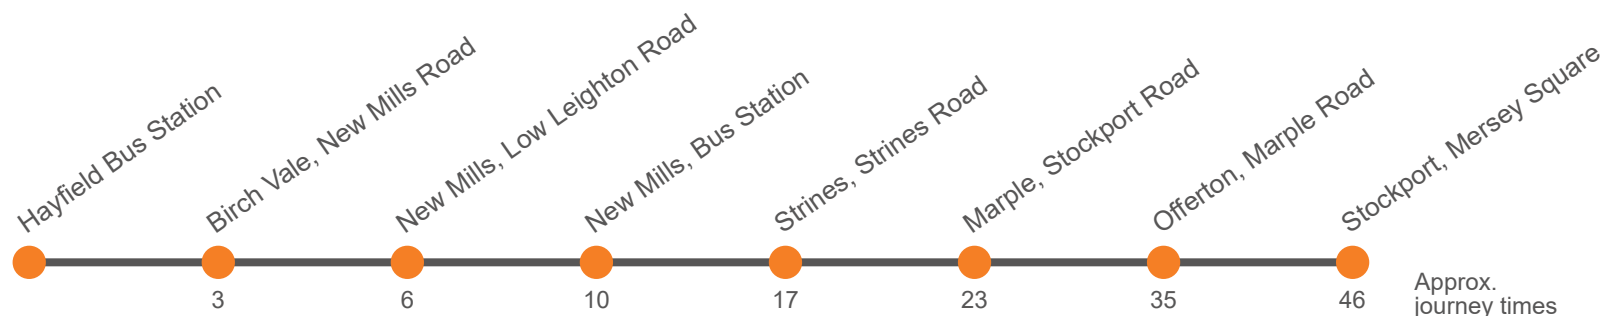 Hayfield Bus Station
Birch Vale, New Mills Road
New Mills, Low Leighton Road
New Mills, Bus Station
Strines, Strines Road
Marple, Stockport Road
Offerton, Marple Road
Stockport, Mersey Square
3
6
10
17
23
35
46
Approx.
journey times